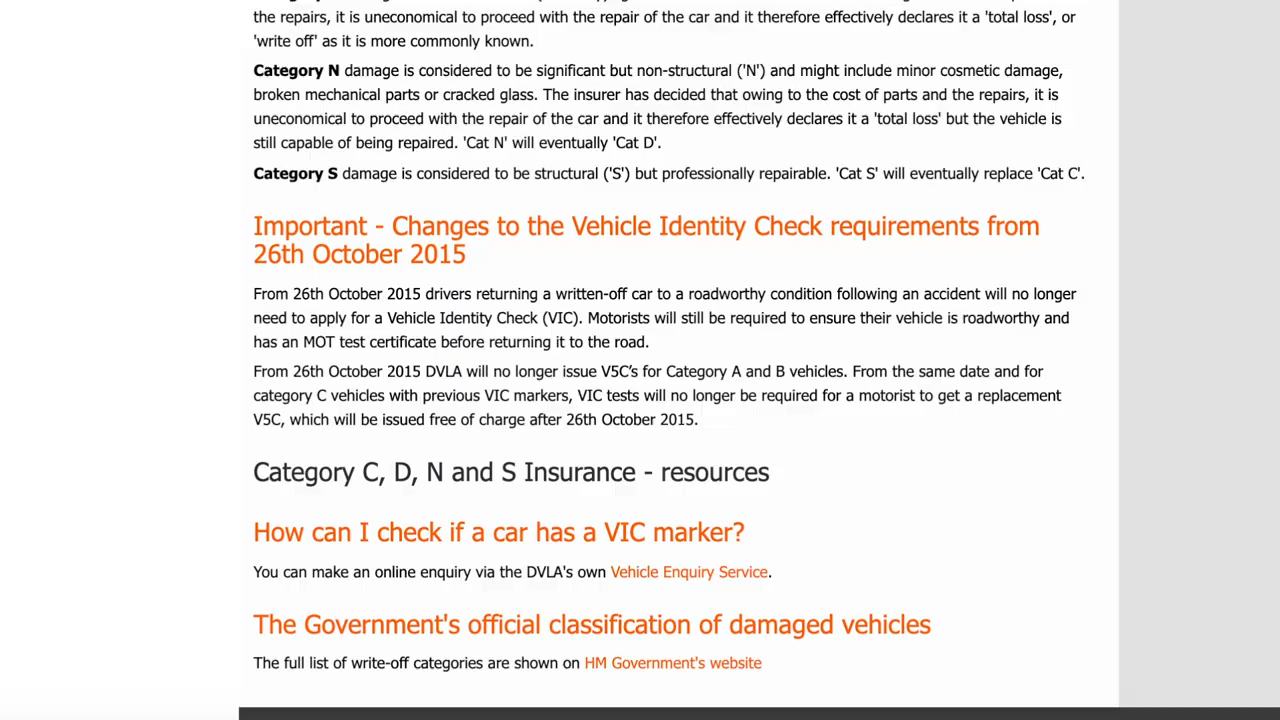 the repairs, it is uneconomical to proceed with the repair of the car and it therefore effectively declares it a 'total loss', or
'write off' as it is more commonly known.
Category N damage is considered to be significant but non-structural ('N') and might include minor cosmetic damage,
broken mechanical parts or cracked glass. The insurer has decided that owing to the cost of parts and the repairs, it is
uneconomical to proceed with the repair of the car and it therefore effectively declares it a 'total loss' but the vehicle is
still capable of being repaired. 'Cat N' will eventually 'Cat D'.
Category S damage is considered to be structural ('S') but professionally repairable. 'Cat S' will eventually replace 'Cat C'.
Important - Changes to the Vehicle Identity Check requirements from
26th October 2015
From 26th October 2015 drivers returning a written-off car to a roadworthy condition following an accident will no longer
need to apply for a Vehicle Identity Check (VIC). Motorists will still be required to ensure their vehicle is roadworthy and
has an MOT test certificate before returning it to the road.
From 26th October 2015 DVLA will no longer issue V5C’s for Category A and B vehicles. From the same date and for
category C vehicles with previous VIC markers, VIC tests will no longer be required for a motorist to get a replacement
V5C, which will be issued free of charge after 26th October 2015.
Category C, D, N and S Insurance - resources
How can I check if a car has a VIC marker?
You can make an online enquiry via the DVLA's own Vehicle Enquiry Service.
The Government's official classification of damaged vehicles
The full list of write-off categories are shown on HM Government's website